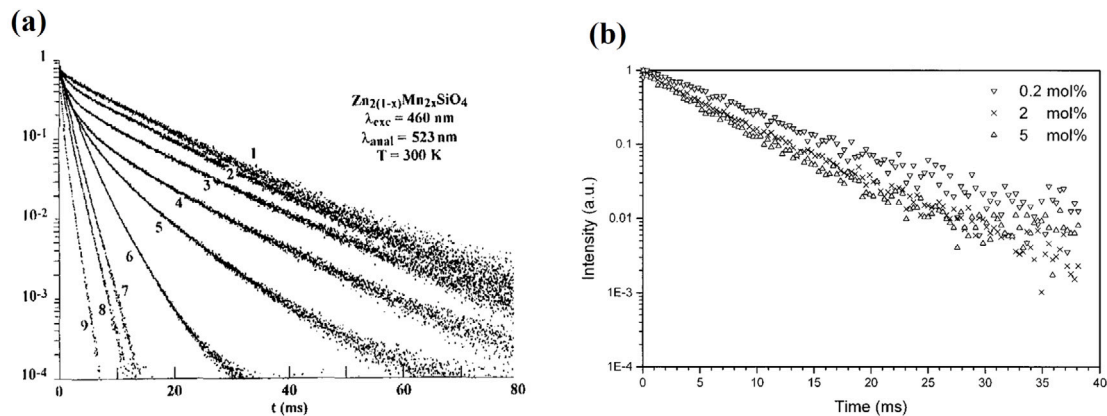 (a)
1
10⁻¹
10⁻²
10⁻³
10⁻⁴
0
20
40
60
80
t (ms)
Zn₂₍₁₋ₓ₎Mn₂ₓSiO₄
λexc = 460 nm
λanal = 523 nm
T = 300 K
1
2
3
4
5
6
7
8
9
(b)
Intensity (a.u.)
1
0.1
0.01
1E-3
1E-4
0
5
10
15
20
25
30
35
40
Time (ms)
▽ 0.2 mol%
× 2 mol%
△ 5 mol%